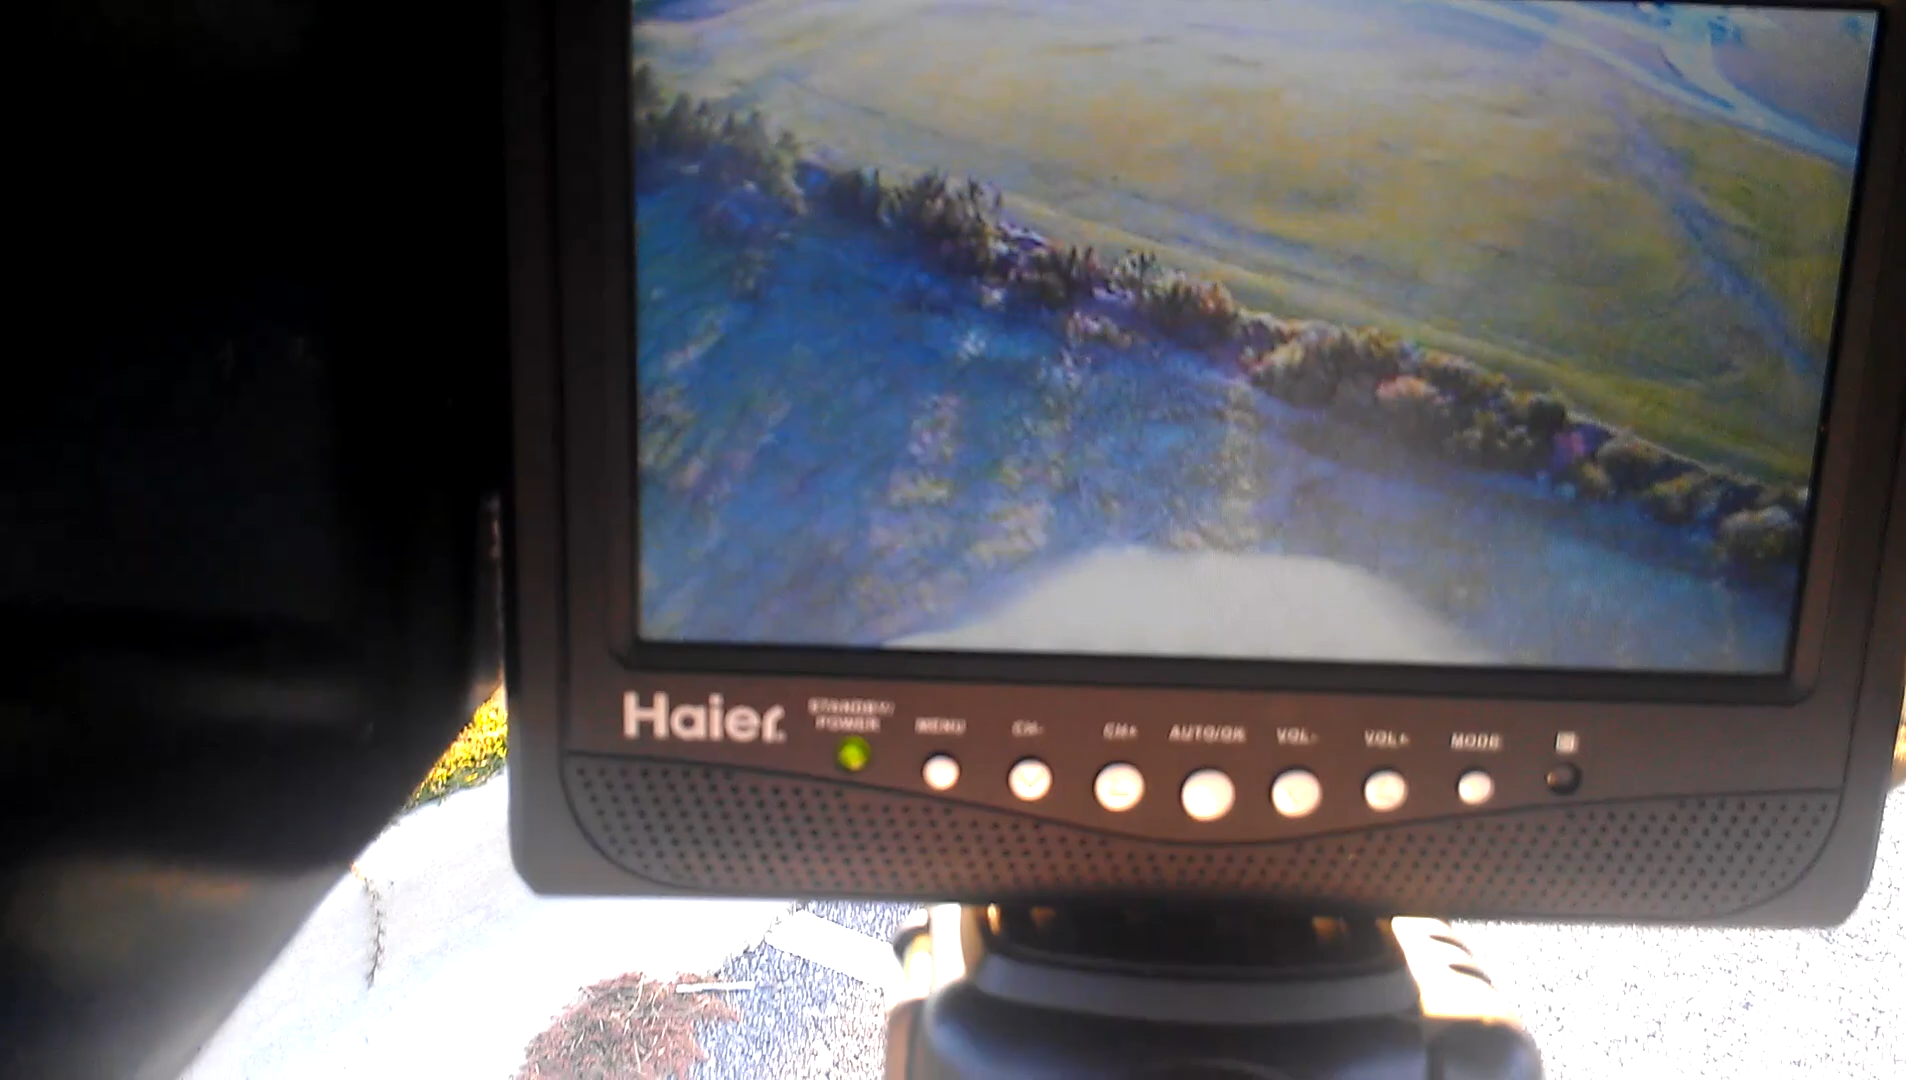 Haier
STANDBY/
POWER
MENU
CH-
CH+
AUTO/OK
VOL-
VOL+
MODE